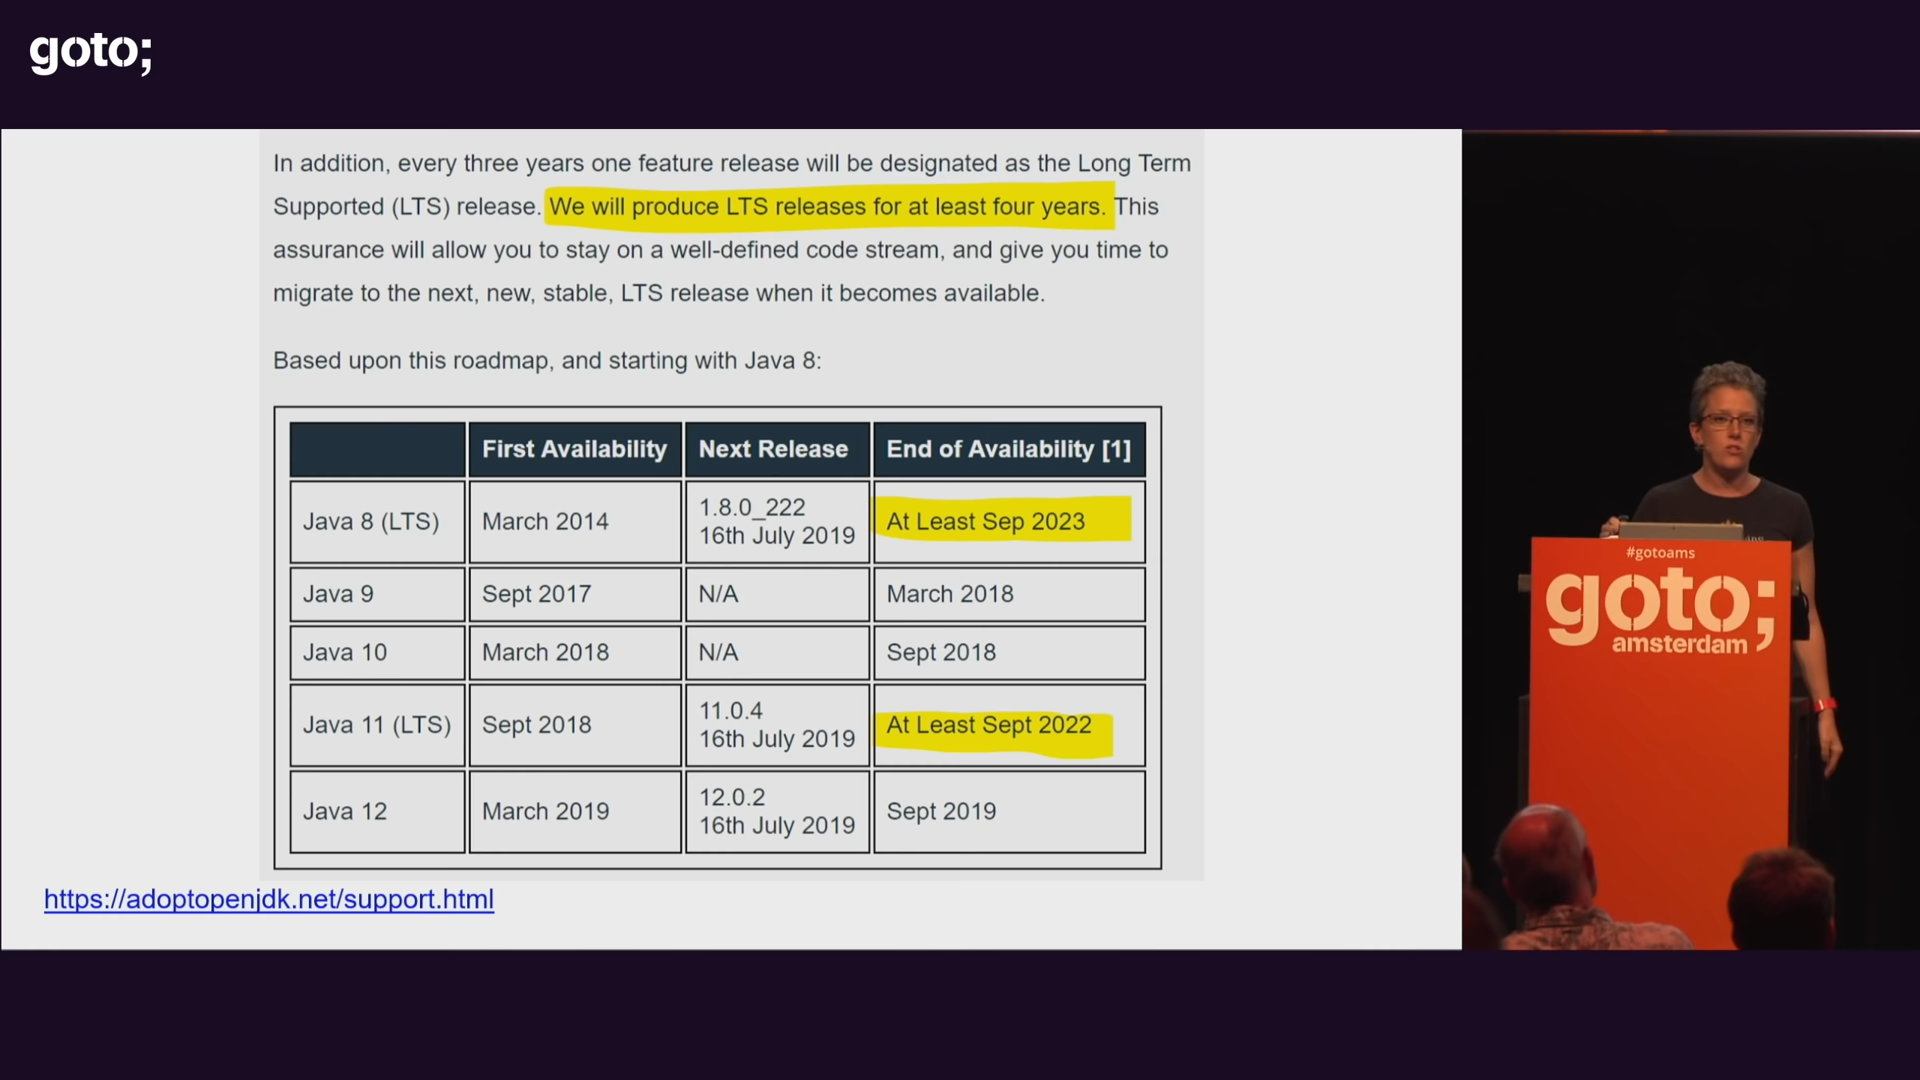 goto;
In addition, every three years one feature release will be designated as the Long Term
Supported (LTS) release. We will produce LTS releases for at least four years. This
assurance will allow you to stay on a well-defined code stream, and give you time to
migrate to the next, new, stable, LTS release when it becomes available.
Based upon this roadmap, and starting with Java 8:
First Availability Next Release End of Availability [1]
Java 8 (LTS) March 2014 1.8.0_222 At Least Sep 2023
16th July 2019
Java 9 Sept 2017 N/A March 2018
Java 10 March 2018 N/A Sept 2018
Java 11 (LTS) Sept 2018 11.0.4 At Least Sept 2022
16th July 2019
Java 12 March 2019 12.0.2 Sept 2019
16th July 2019
https://adoptopenjdk.net/support.html
#gotoams
goto;
amsterdam